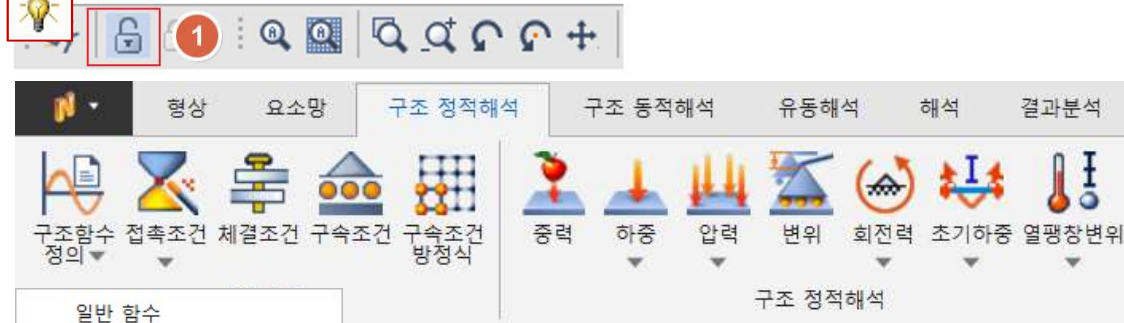 1
형상 요소망 구조 정적해석 구조 동적해석 유동해석 해석 결과분석
구조함수 접촉조건 체결조건 구속조건 구속조건 중력 하중 압력 변위 회전력 초기하중 열팽창변위
정의 방정식
구조 정적해석
일반 함수